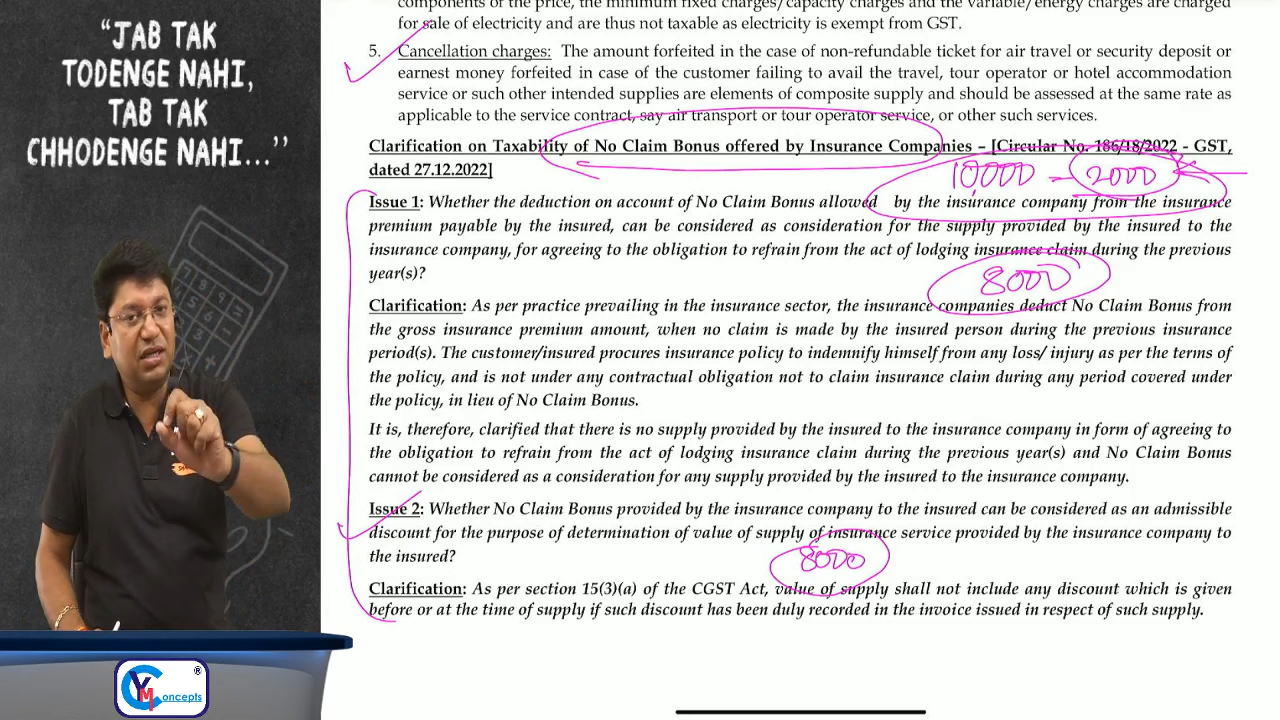 “JAB TAK
TODENGE NAHI,
TAB TAK
CHHODENGE NAHI...’’
components of the price, the minimum fixed charges/capacity charges and the variable/energy charges are charged
for sale of electricity and are thus not taxable as electricity is exempt from GST.
5. Cancellation charges: The amount forfeited in the case of non-refundable ticket for air travel or security deposit or
earnest money forfeited in case of the customer failing to avail the travel, tour operator or hotel accommodation
service or such other intended supplies are elements of composite supply and should be assessed at the same rate as
applicable to the service contract, say air transport or tour operator service, or other such services.
Clarification on Taxability of No Claim Bonus offered by Insurance Companies – [Circular No. 186/18/2022 - GST,
dated 27.12.2022]
10,000 - 2000
Issue 1: Whether the deduction on account of No Claim Bonus allowed by the insurance company from the insurance
premium payable by the insured, can be considered as consideration for the supply provided by the insured to the
insurance company, for agreeing to the obligation to refrain from the act of lodging insurance claim during the previous
year(s)?
8000
Clarification: As per practice prevailing in the insurance sector, the insurance companies deduct No Claim Bonus from
the gross insurance premium amount, when no claim is made by the insured person during the previous insurance
period(s). The customer/insured procures insurance policy to indemnify himself from any loss/ injury as per the terms of
the policy, and is not under any contractual obligation not to claim insurance claim during any period covered under
the policy, in lieu of No Claim Bonus.
It is, therefore, clarified that there is no supply provided by the insured to the insurance company in form of agreeing to
the obligation to refrain from the act of lodging insurance claim during the previous year(s) and No Claim Bonus
cannot be considered as a consideration for any supply provided by the insured to the insurance company.
Issue 2: Whether No Claim Bonus provided by the insurance company to the insured can be considered as an admissible
discount for the purpose of determination of value of supply of insurance service provided by the insurance company to
the insured?
8000
Clarification: As per section 15(3)(a) of the CGST Act, value of supply shall not include any discount which is given
before or at the time of supply if such discount has been duly recorded in the invoice issued in respect of such supply.
YM Concepts ®